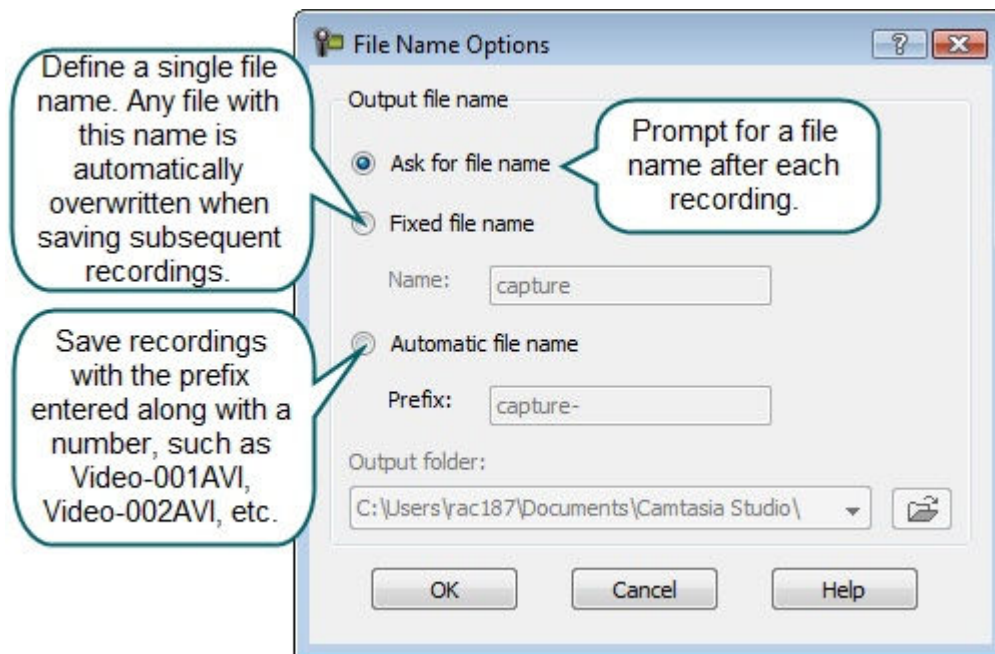 File Name Options
Define a single file
name. Any file with
this name is
automatically
overwritten when
saving subsequent
recordings.
Output file name
Ask for file name
Prompt for a file
name after each
recording.
Fixed file name
Name:
capture
Save recordings
with the prefix
entered along with a
number, such as
Video-001AVI,
Video-002AVI, etc.
Automatic file name
Prefix:
capture-
Output folder:
C:\Users\rac187\Documents\Camtasia Studio\
OK
Cancel
Help